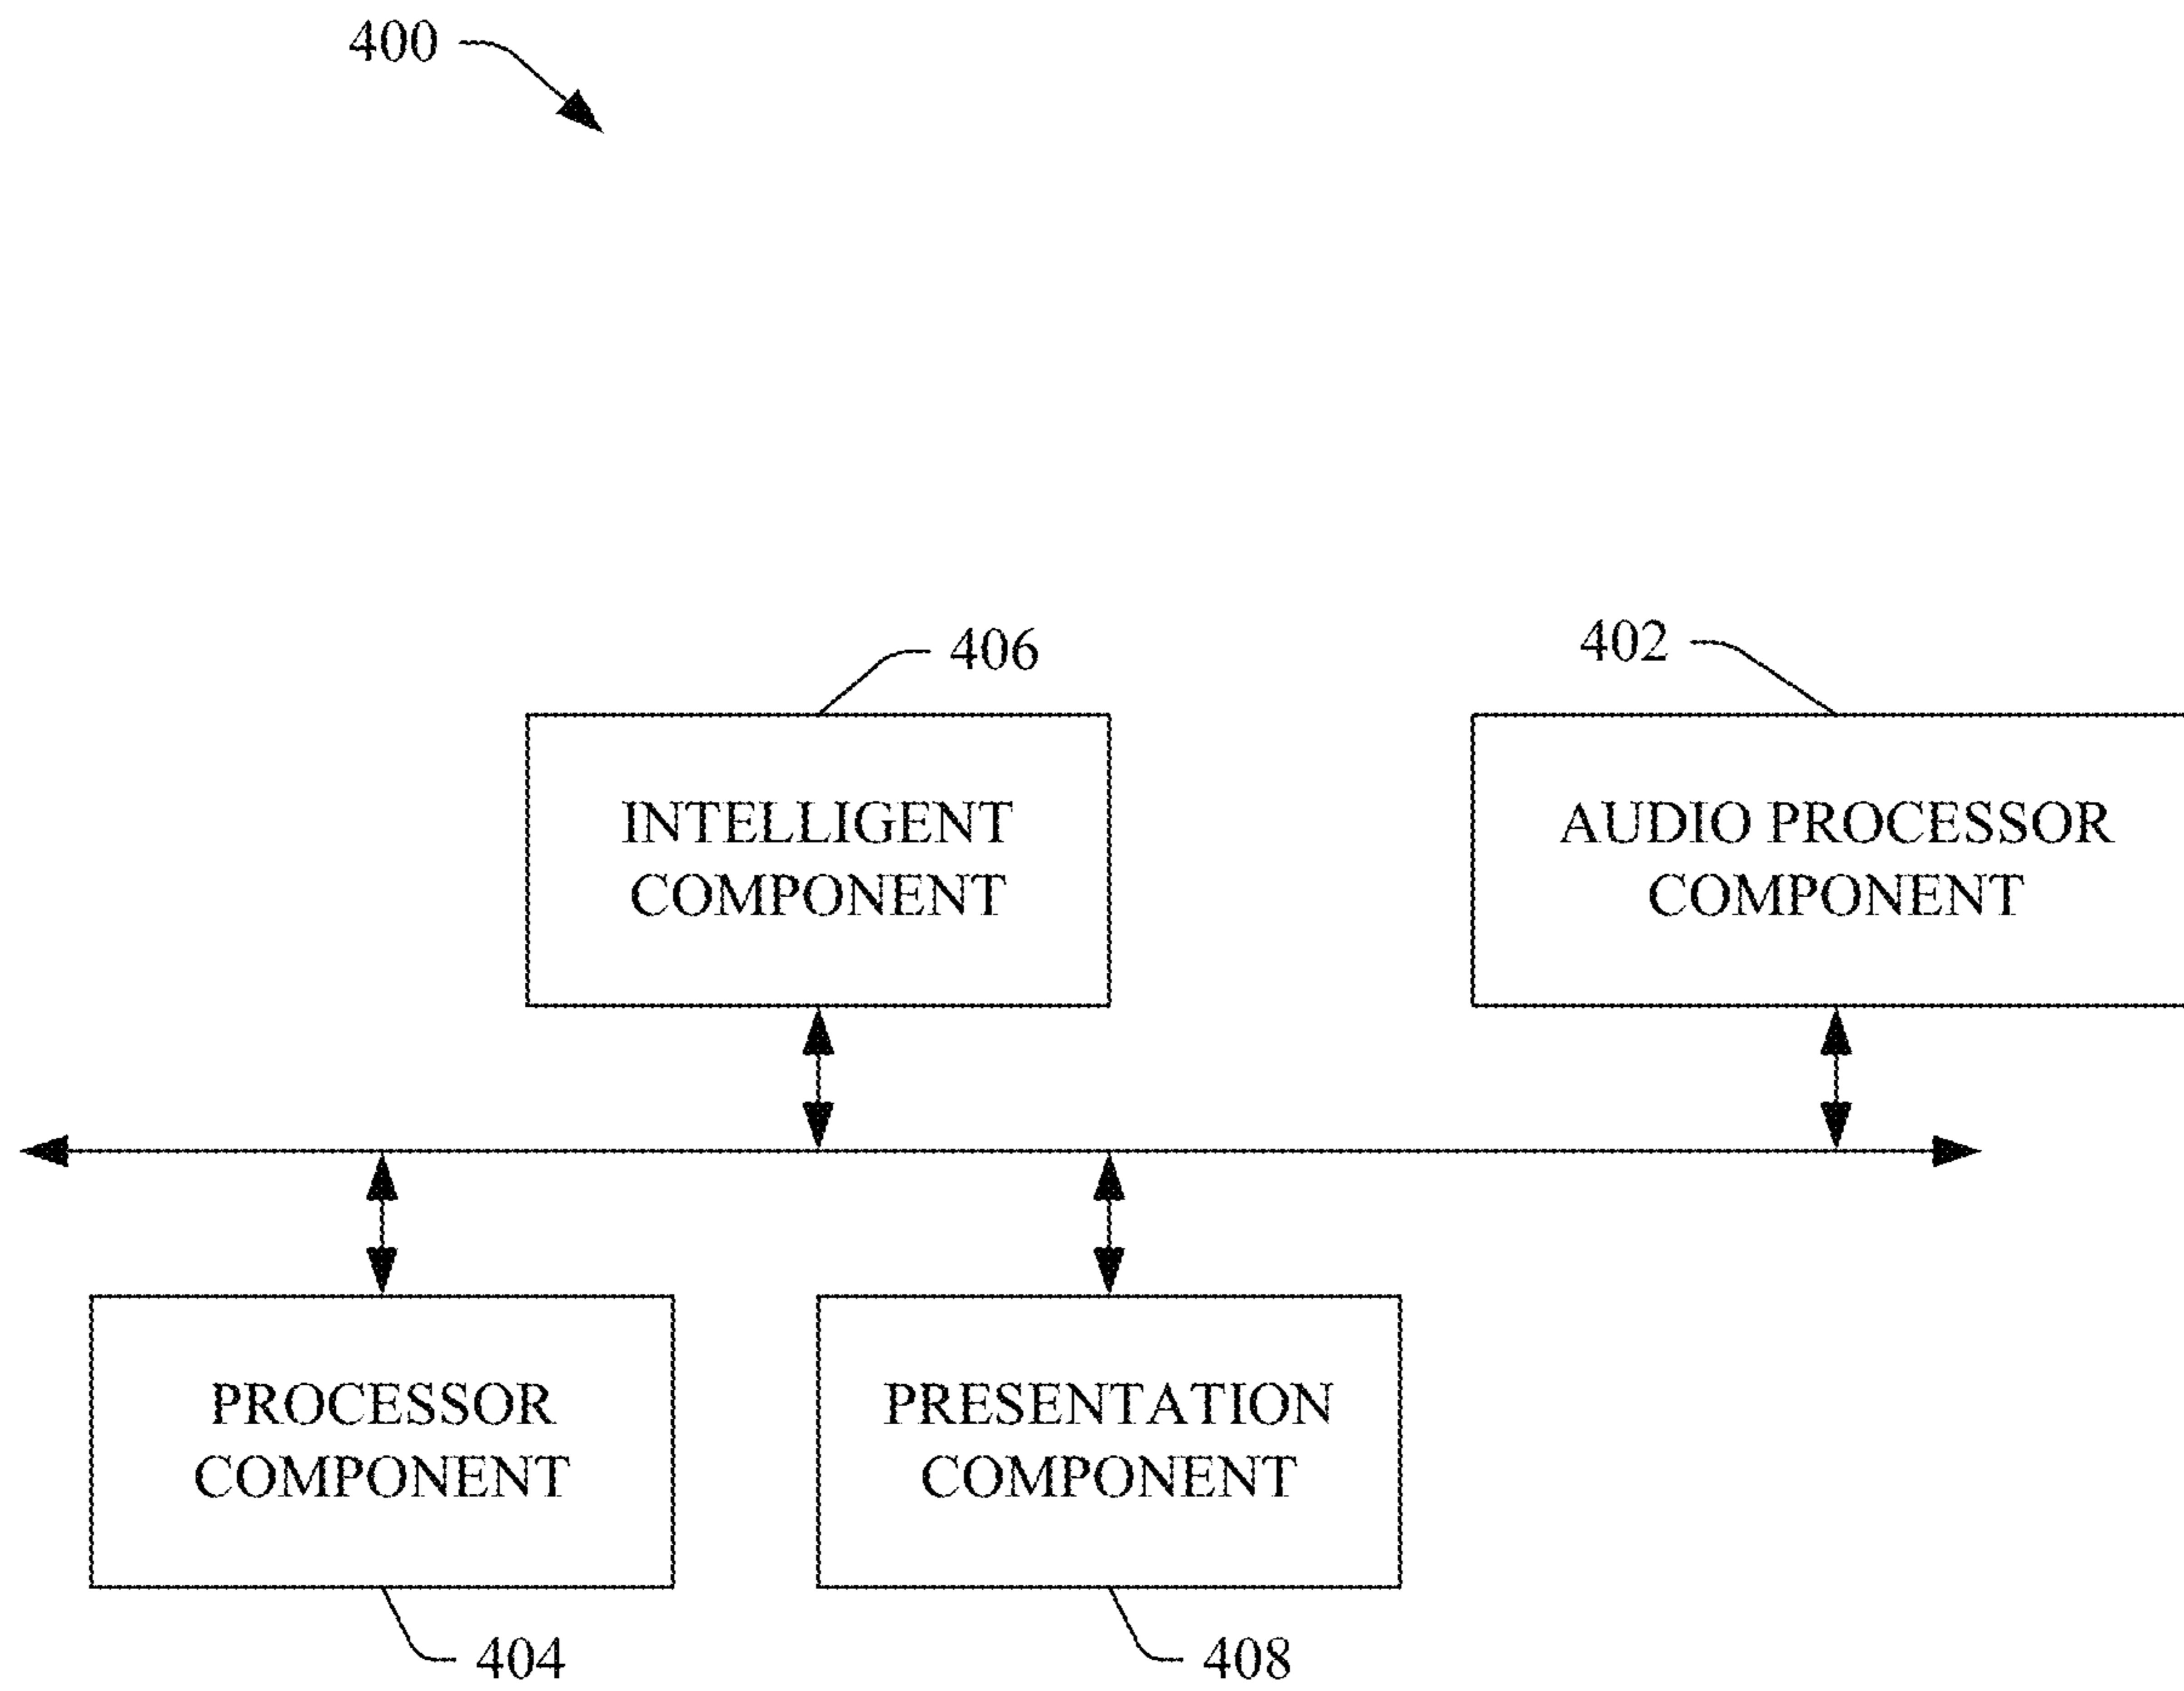 400
406
402
INTELLIGENT
COMPONENT
AUDIO PROCESSOR
COMPONENT
PROCESSOR
COMPONENT
PRESENTATION
COMPONENT
404
408